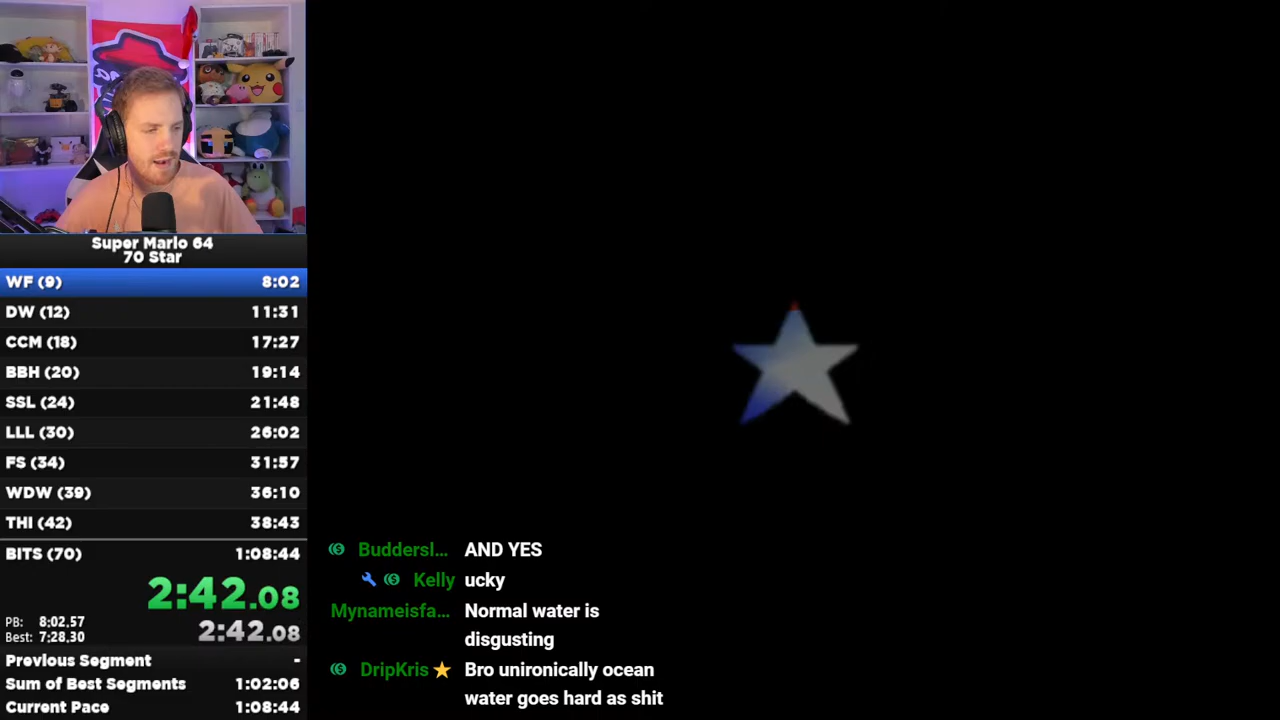 Super Mario 64
70 Star
WF (9) 8:02
DW (12) 11:31
CCM (18) 17:27
BBH (20) 19:14
SSL (24) 21:48
LLL (30) 26:02
FS (34) 31:57
WDW (39) 36:10
THI (42) 38:43
BITS (70) 1:08:44
2:42.08
PB: 8:02.57
Best: 7:28.30
2:42.08
Previous Segment -
Sum of Best Segments 1:02:06
Current Pace 1:08:44
Buddersl... AND YES
Kelly ucky
Mynameisfa... Normal water is
disgusting
DripKris Bro unironically ocean
water goes hard as shit